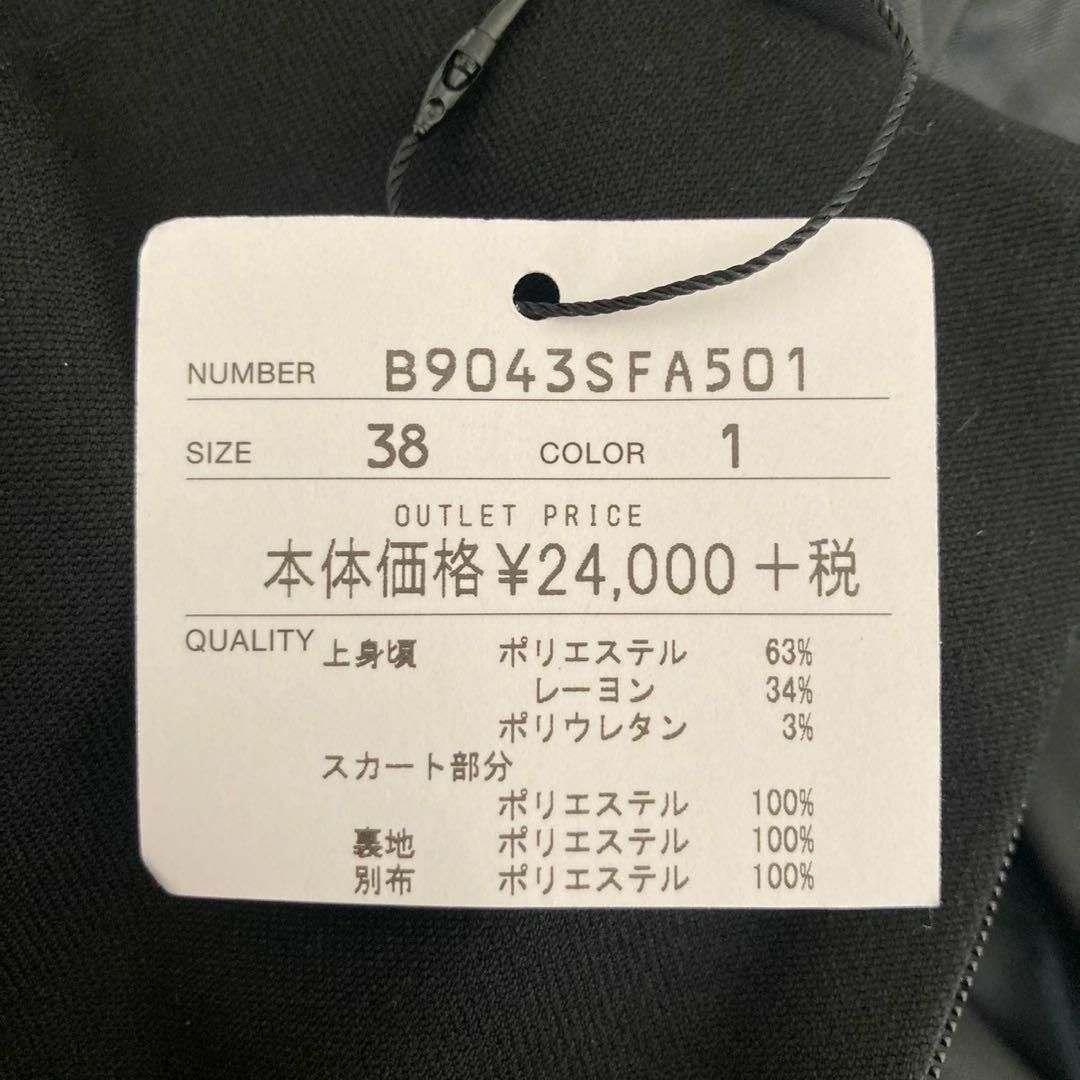 NUMBER B9043SFA501
SIZE 38 COLOR 1
OUTLET PRICE
本体価格¥24,000+税
QUALITY 上身頃 ポリエステル 63%
レーヨン 34%
ポリウレタン 3%
スカート部分
ポリエステル 100%
裏地 ポリエステル 100%
別布 ポリエステル 100%